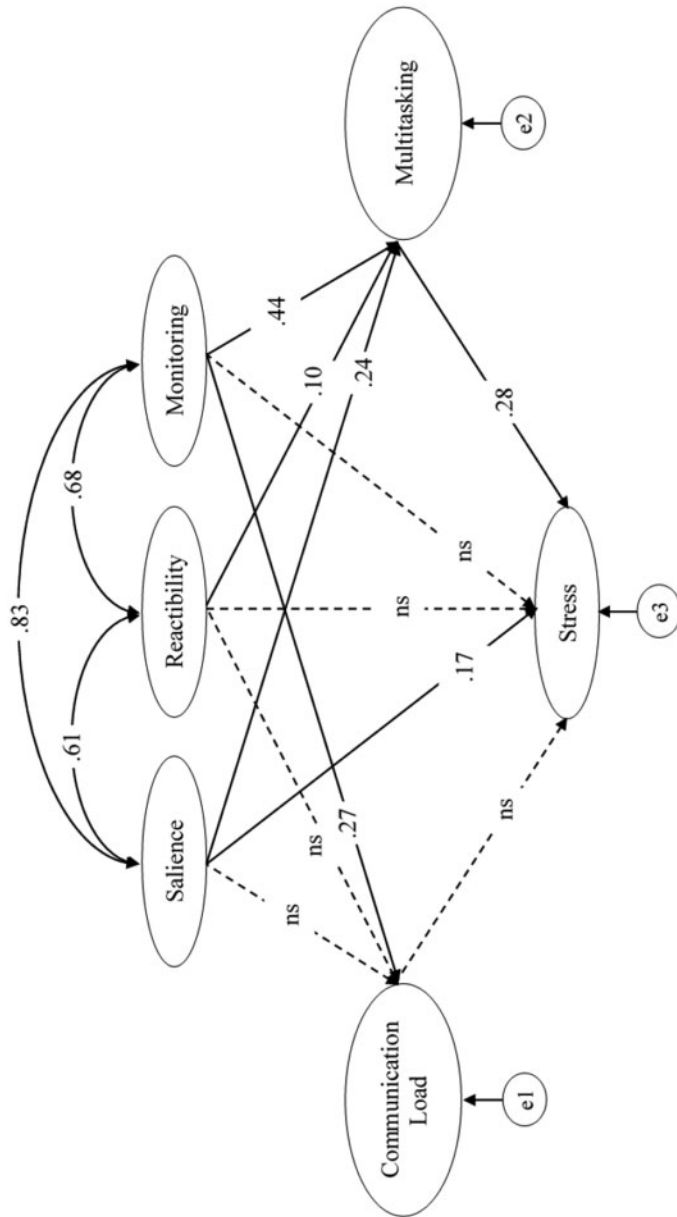 .83
.61
.68
Salience
Reactibility
Monitoring
ns
ns
.27
.17
ns
ns
.10
.24
.44
Communication
Load
Multitasking
ns
.28
Stress
e1
e2
e3